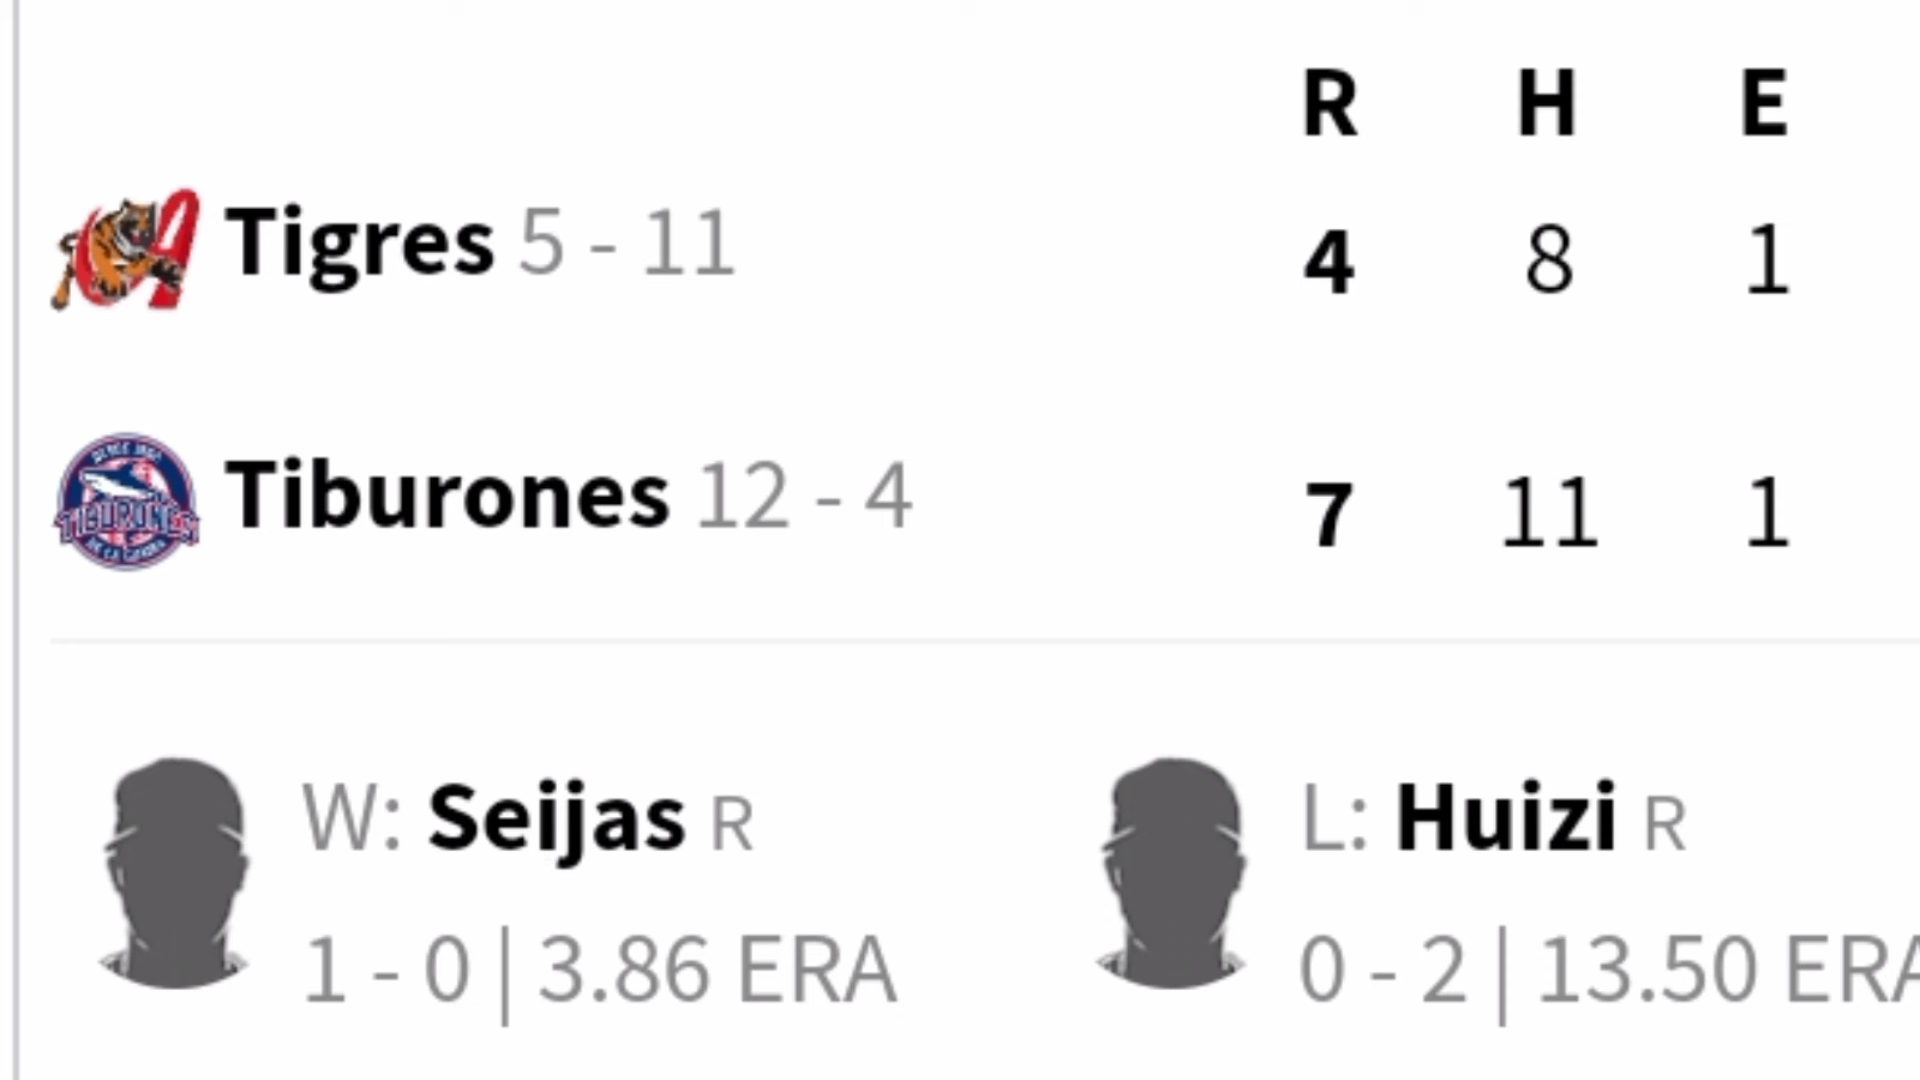 R H E
Tigres 5 - 11 4 8 1
TIBURONES
Tiburones 12 - 4 7 11 1
W: Seijas R
1 - 0 | 3.86 ERA
L: Huizi R
0 - 2 | 13.50 ERA